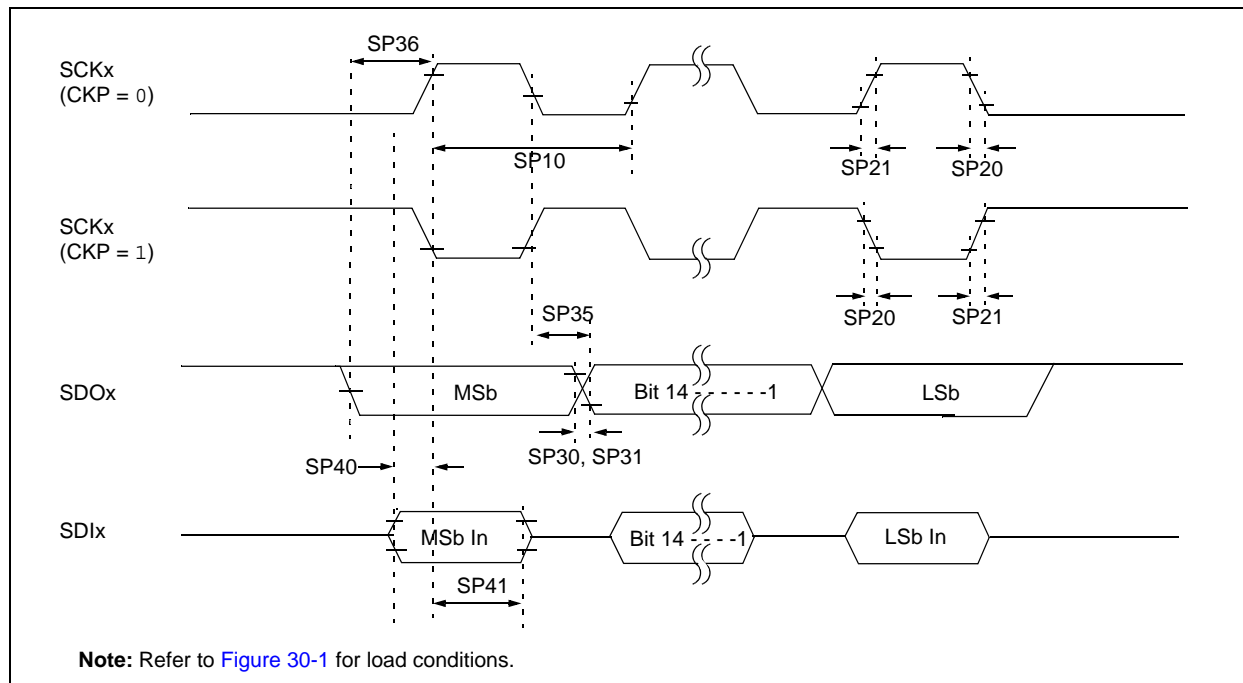 SP36
SCKx
(CKP = 0)
SP10
SP21
SP20
SCKx
(CKP = 1)
SP35
SP20
SP21
SDOx
MSb
Bit 14 - - - - - -1
LSb
SP30, SP31
SP40
SDIx
MSb In
Bit 14 - - - - -1
LSb In
SP41
Note: Refer to Figure 30-1 for load conditions.